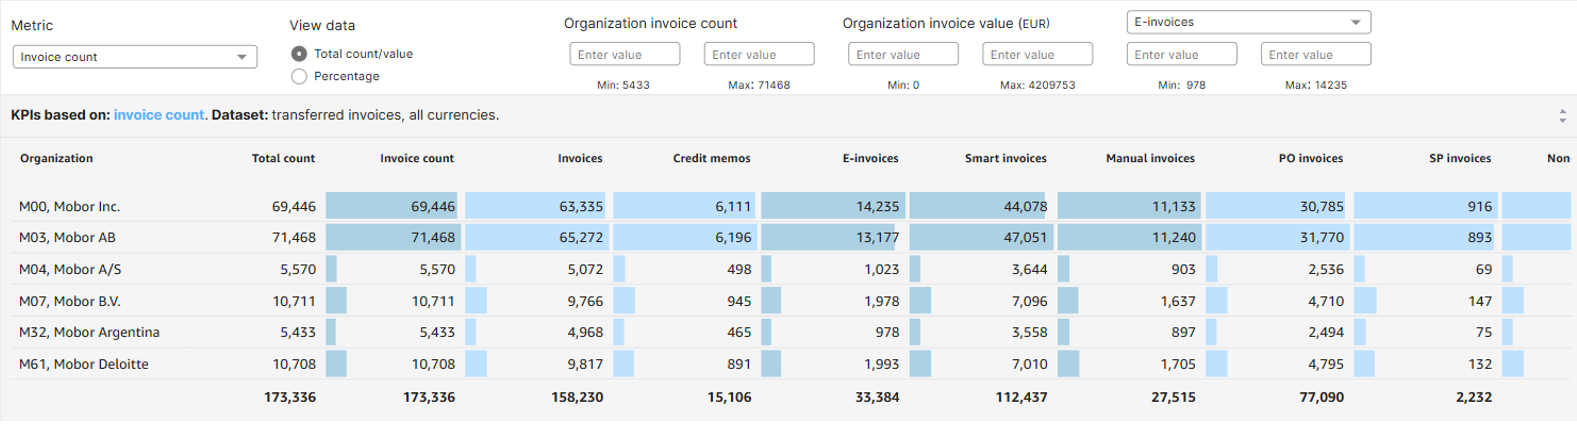 Metric
View data
Organization invoice count
Organization invoice value (EUR)
E-invoices
Invoice count
Total count/value
Percentage
Enter value
Enter value
Enter value
Enter value
Enter value
Enter value
Min: 5433
Max: 71468
Min: 0
Max: 4209753
Min: 978
Max: 14235
KPIs based on: invoice count. Dataset: transferred invoices, all currencies.
Organization Total count Invoice count Invoices Credit memos E-invoices Smart invoices Manual invoices PO invoices SP invoices Non-
M00, Mobor Inc. 69,446 69,446 63,335 6,111 14,235 44,078 11,133 30,785 916
M03, Mobor AB 71,468 71,468 65,272 6,196 13,177 47,051 11,240 31,770 893
M04, Mobor A/S 5,570 5,570 5,072 498 1,023 3,644 903 2,536 69
M07, Mobor B.V. 10,711 10,711 9,766 945 1,978 7,096 1,637 4,710 147
M32, Mobor Argentina 5,433 5,433 4,968 465 978 3,558 897 2,494 75
M61, Mobor Deloitte 10,708 10,708 9,817 891 1,993 7,010 1,705 4,795 132
173,336 173,336 158,230 15,106 33,384 112,437 27,515 77,090 2,232